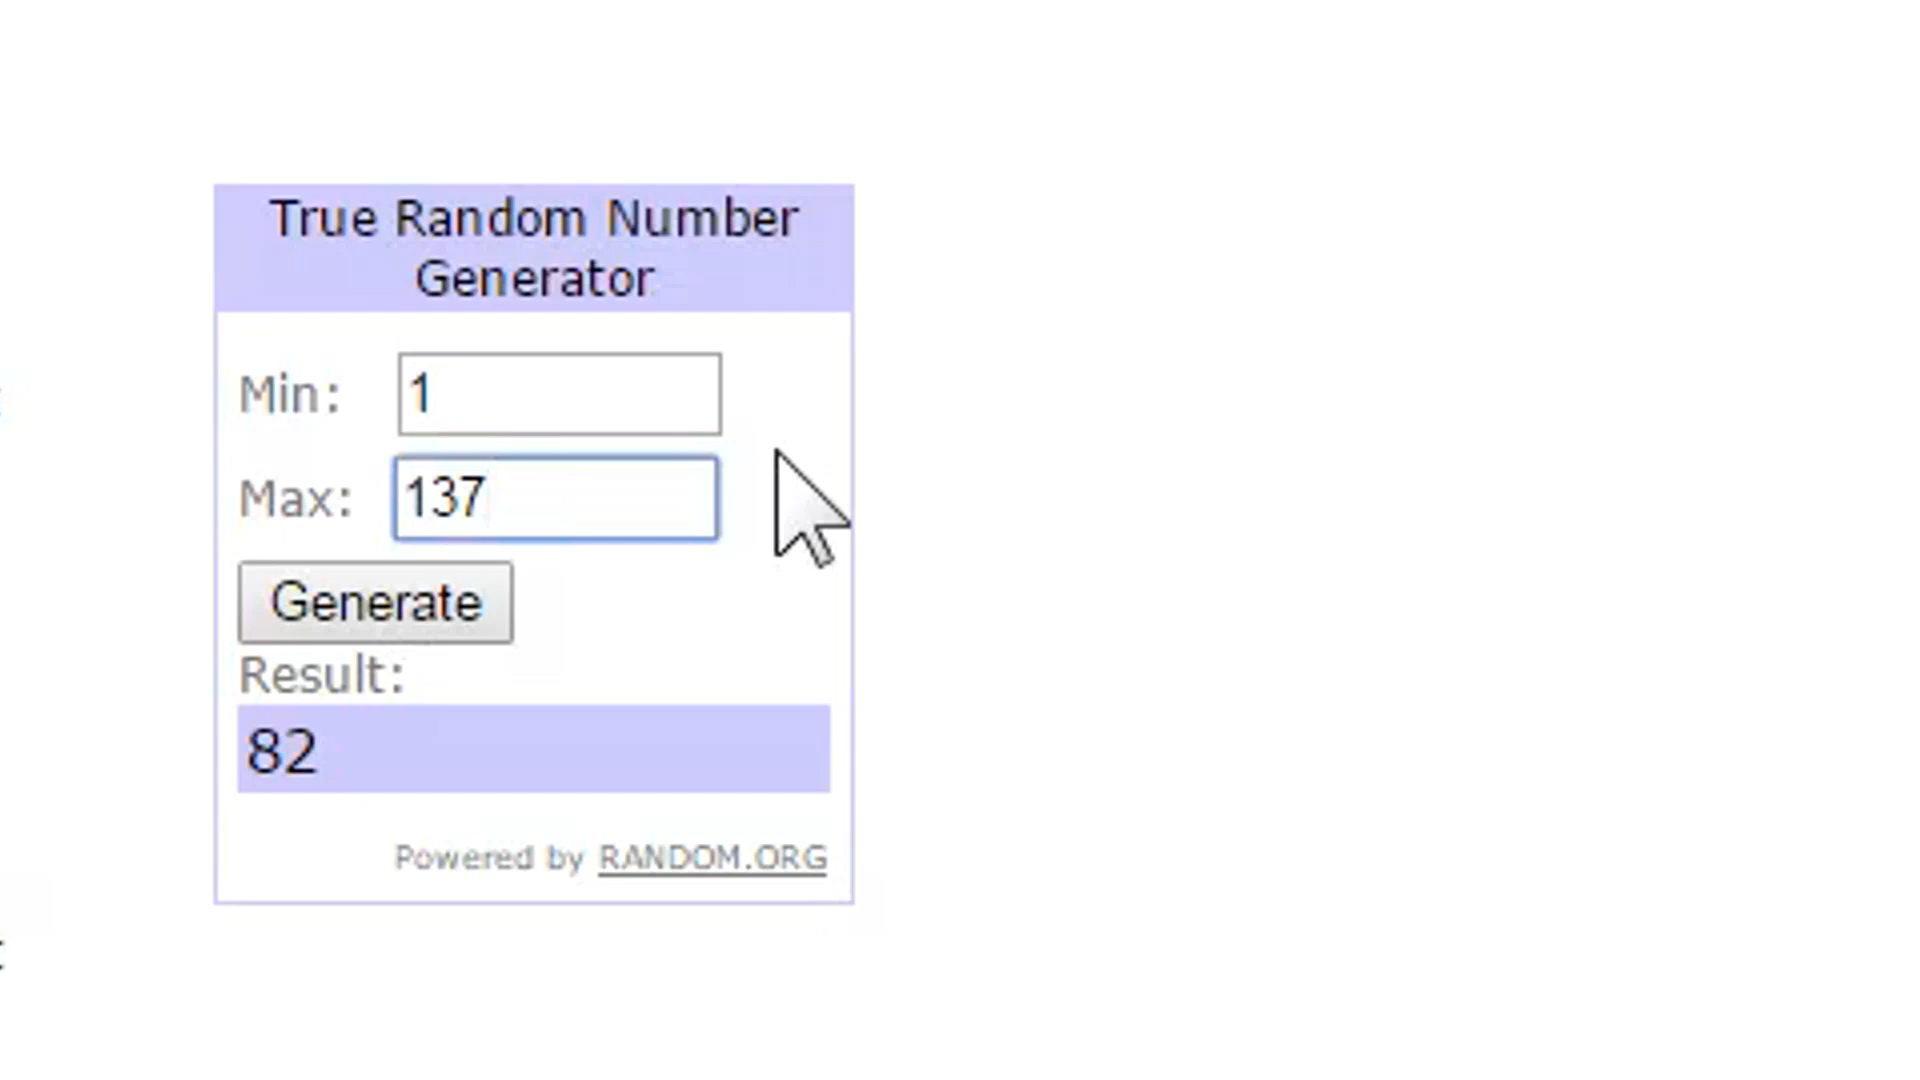 True Random Number
Generator
Min: 1
Max: 137
Generate
Result:
82
Powered by RANDOM.ORG